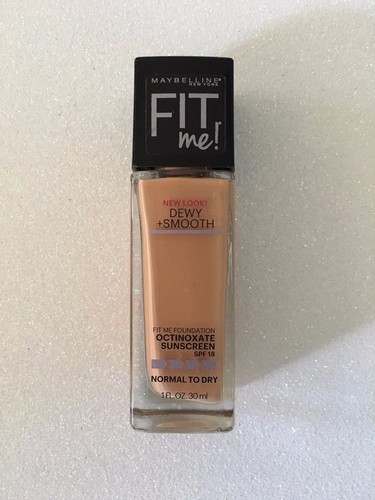 MAYBELLINE®
NEW YORK
FIT
me!
NEW LOOK!
DEWY
+SMOOTH
FIT ME FOUNDATION
OCTINOXATE
SUNSCREEN
SPF 18
NORMAL TO DRY
1 FL. OZ. 30 ml